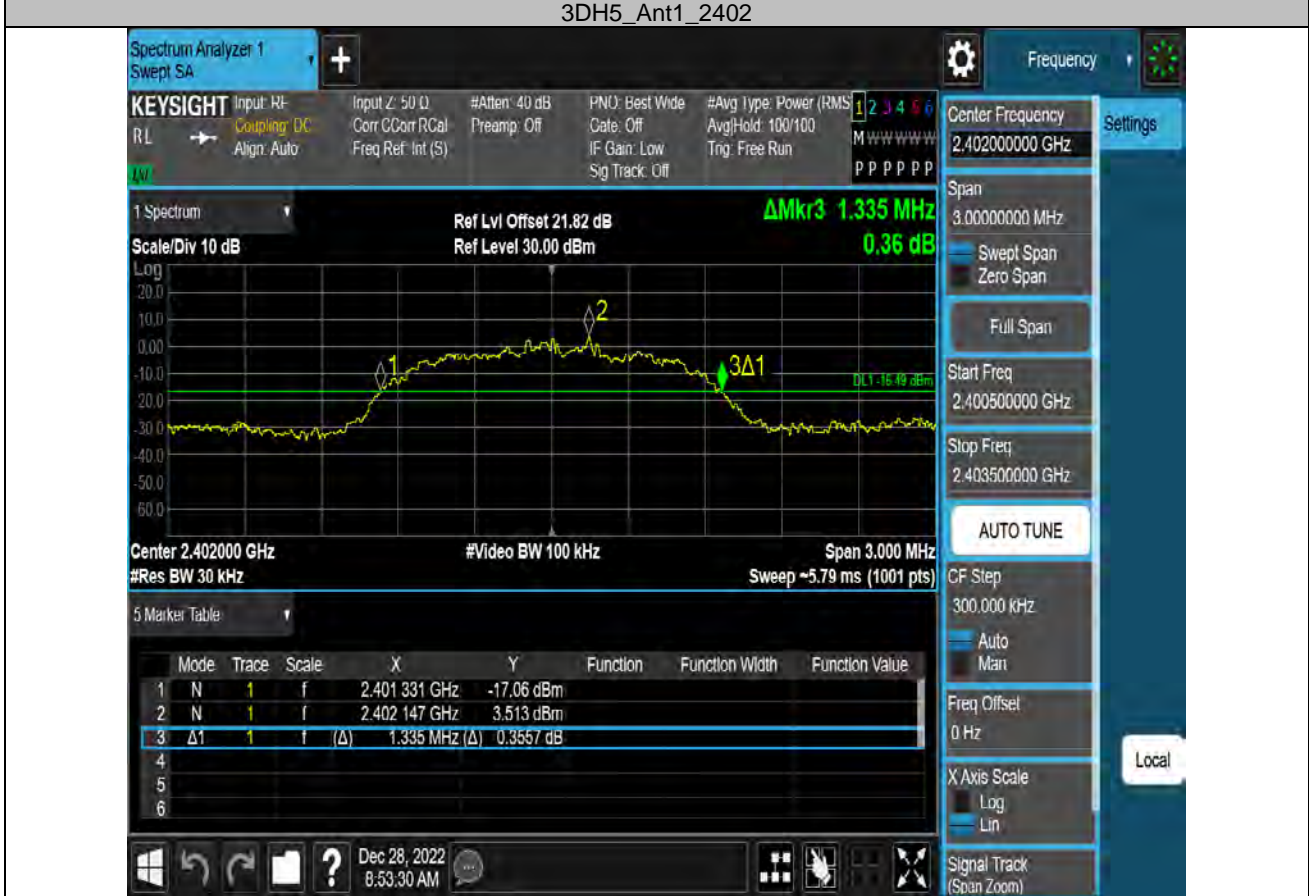 3DH5_Ant1_2402
Spectrum Analyzer 1
Swept SA
+
Frequency
KEYSIGHT
RL
Input: RF
Coupling: DC
Align: Auto
Input Z: 50 Ω
Corr CCorr RCal
Freq Ref: Int (S)
#Atten: 40 dB
Preamp: Off
PNO: Best Wide
Gate: Off
IF Gain: Low
Sig Track: Off
#Avg Type: Power (RMS
Avg|Hold: 100/100
Trig: Free Run
1 2 3 4 5 6
M W W W W W
P P P P P P
1 Spectrum
Scale/Div 10 dB
Ref Lvl Offset 21.82 dB
Ref Level 30.00 dBm
ΔMkr3 1.335 MHz
0.36 dB
Log
20.0
10.0
0.00
-10.0
-20.0
-30.0
-40.0
-50.0
-60.0
1
2
3Δ1
DL1 -16.49 dBm
Center 2.402000 GHz
#Video BW 100 kHz
Span 3.000 MHz
#Res BW 30 kHz
Sweep ~5.79 ms (1001 pts)
5 Marker Table
Mode Trace Scale X Y Function Function Width Function Value
1 N 1 f 2.401 331 GHz -17.06 dBm
2 N 1 f 2.402 147 GHz 3.513 dBm
3 Δ1 1 f (Δ) 1.335 MHz (Δ) 0.3557 dB
4
5
6
?
Dec 28, 2022
8:53:30 AM
Center Frequency
2.402000000 GHz
Settings
Span
3.00000000 MHz
Swept Span
Zero Span
Full Span
Start Freq
2.400500000 GHz
Stop Freq
2.403500000 GHz
AUTO TUNE
CF Step
300.000 kHz
Auto
Man
Freq Offset
0 Hz
X Axis Scale
Log
Lin
Signal Track
(Span Zoom)
Local